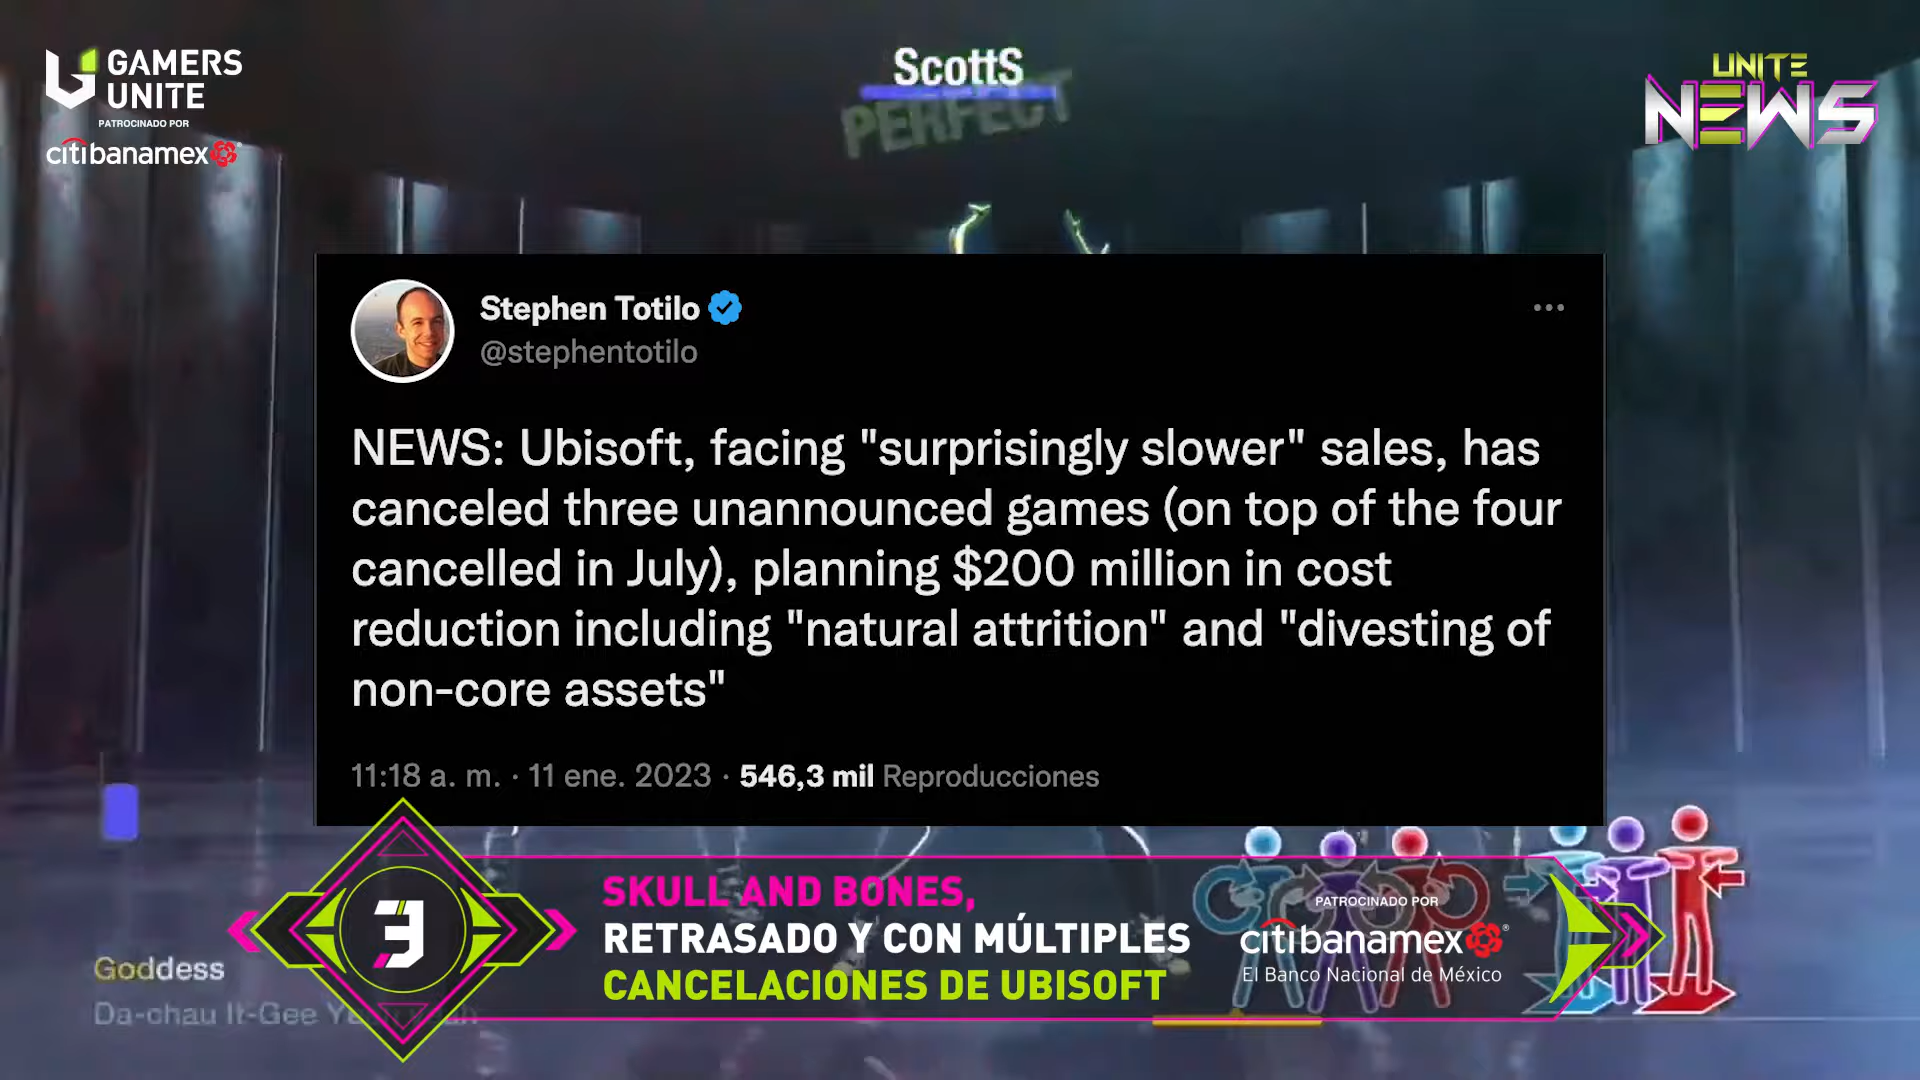 GAMERS
UNITE
PATROCINADO POR
citibanamex
ScottS
PERFECT
UNITE
NEWS
Stephen Totilo
@stephentotilo
NEWS: Ubisoft, facing "surprisingly slower" sales, has
canceled three unannounced games (on top of the four
cancelled in July), planning $200 million in cost
reduction including "natural attrition" and "divesting of
non-core assets"
11:18 a. m. · 11 ene. 2023 · 546,3 mil Reproducciones
3
SKULL AND BONES,
RETRASADO Y CON MÚLTIPLES
CANCELACIONES DE UBISOFT
PATROCINADO POR
citibanamex
El Banco Nacional de México
Goddess
Da-chau It-Gee